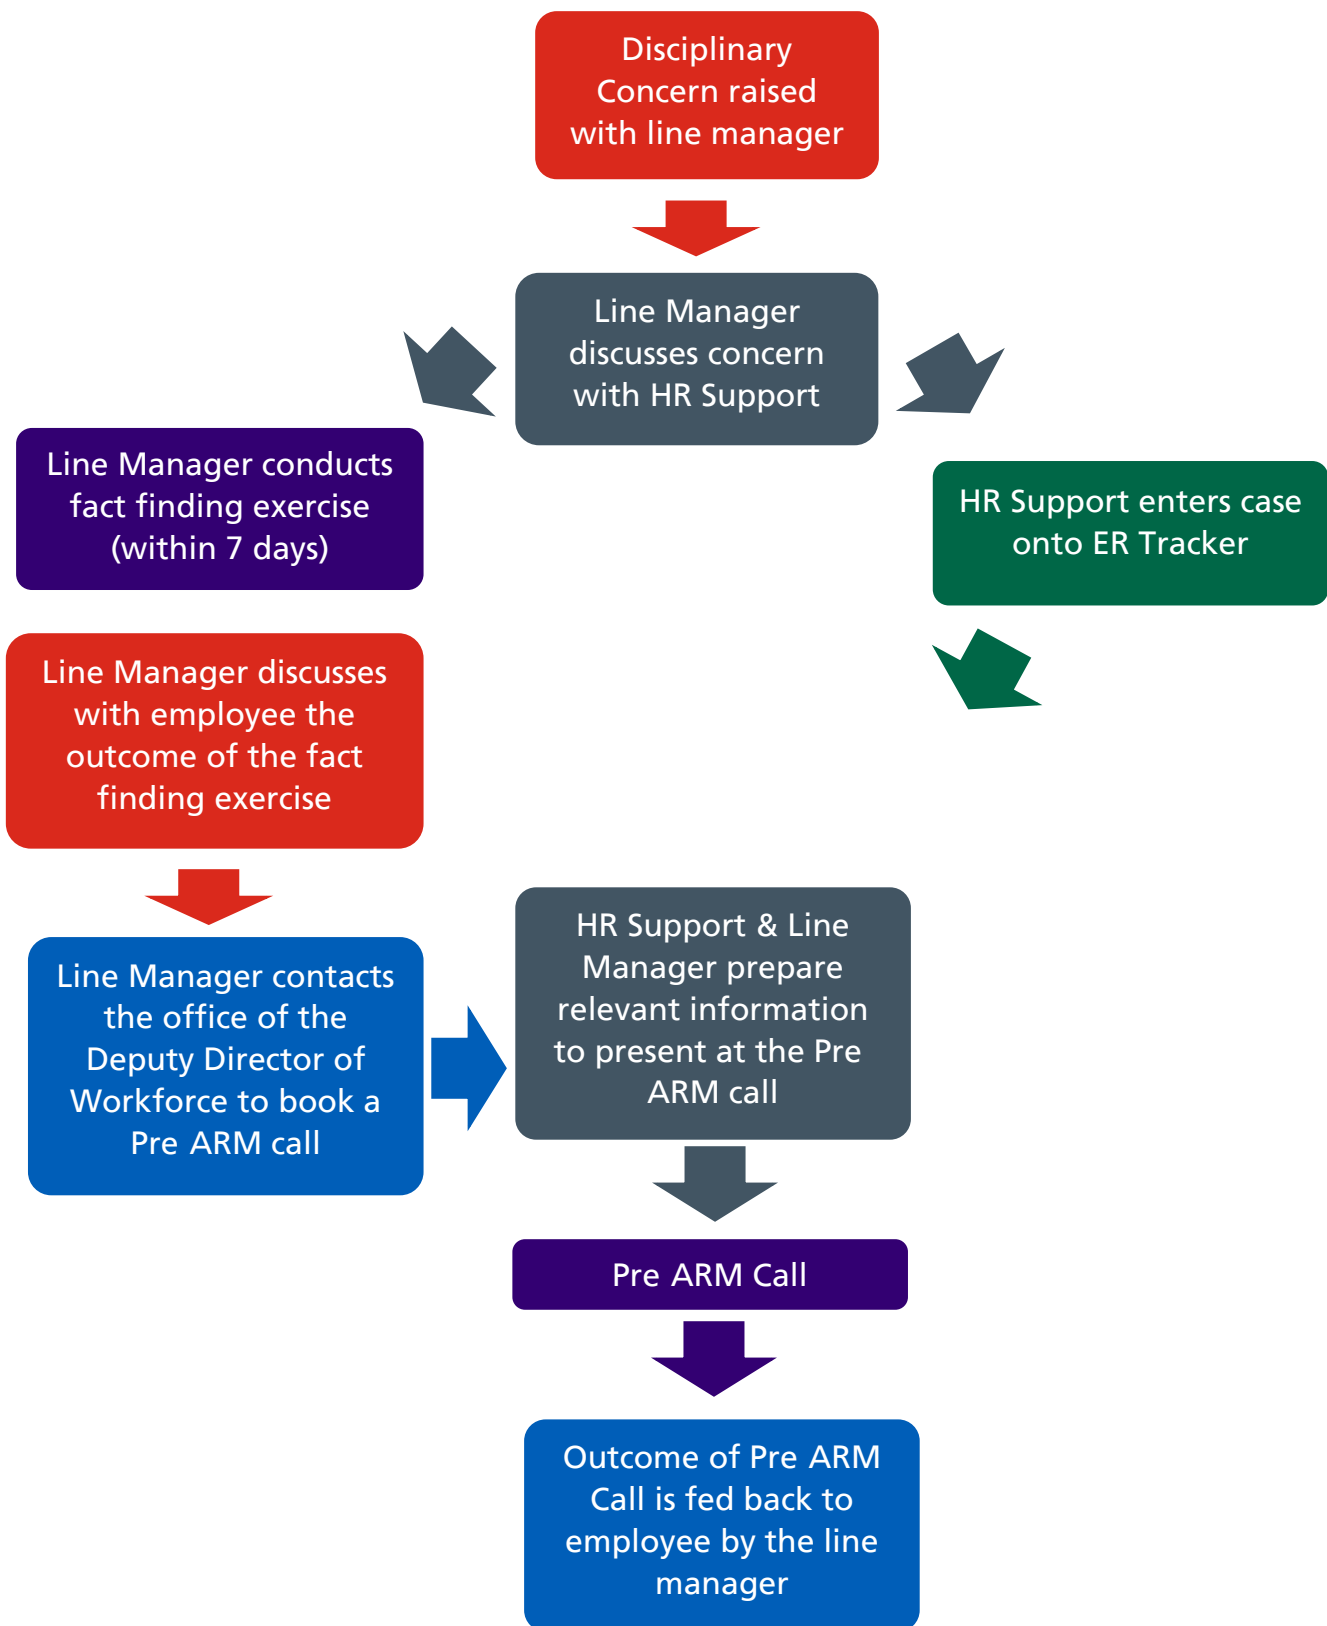 Disciplinary
Concern raised
with line manager
Line Manager
discusses concern
with HR Support
Line Manager conducts
fact finding exercise
(within 7 days)
HR Support enters case
onto ER Tracker
Line Manager discusses
with employee the
outcome of the fact
finding exercise
Line Manager contacts
the office of the
Deputy Director of
Workforce to book a
Pre ARM call
HR Support & Line
Manager prepare
relevant information
to present at the Pre
ARM call
Pre ARM Call
Outcome of Pre ARM
Call is fed back to
employee by the line
manager